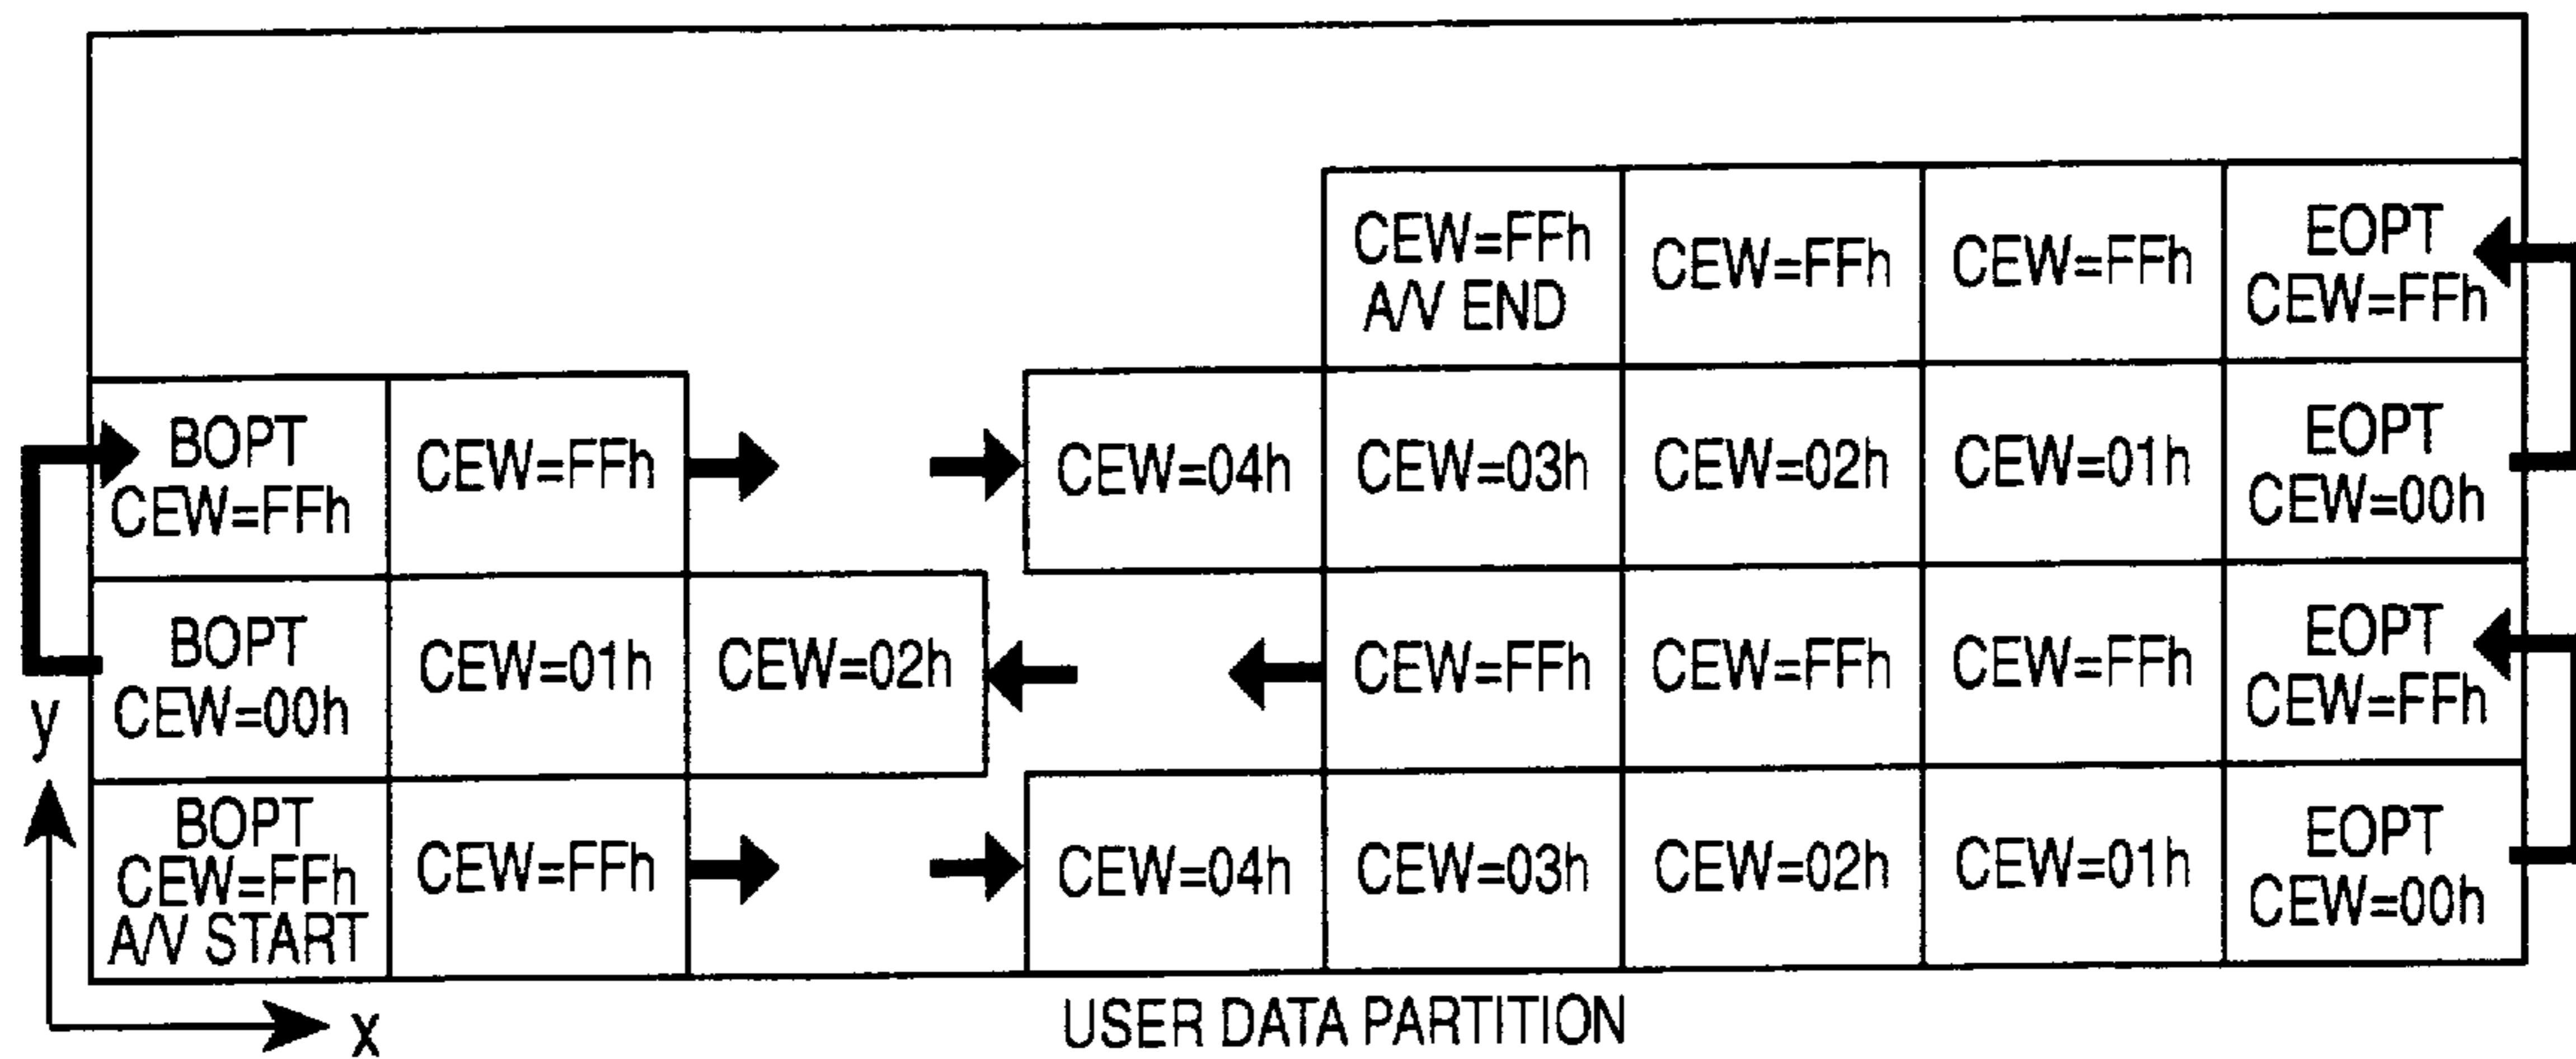 CEW=FFh
A/V END
CEW=FFh
CEW=FFh
EOPT
CEW=FFh
BOPT
CEW=FFh
CEW=FFh
CEW=04h
CEW=03h
CEW=02h
CEW=01h
EOPT
CEW=00h
BOPT
CEW=00h
CEW=01h
CEW=02h
CEW=FFh
CEW=FFh
CEW=FFh
EOPT
CEW=FFh
BOPT
CEW=FFh
A/V START
CEW=FFh
CEW=04h
CEW=03h
CEW=02h
CEW=01h
EOPT
CEW=00h
y
x
USER DATA PARTITION